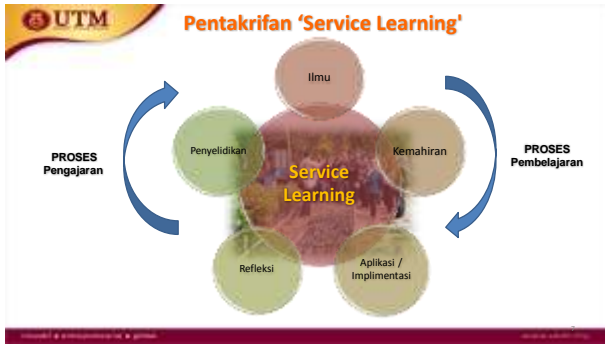 UTM
Pentakrifan 'Service Learning'
Ilmu
Penyelidikan
Kemahiran
PROSES
Pengajaran
Service
Learning
PROSES
Pembelajaran
Refleksi
Aplikasi /
Implimentasi